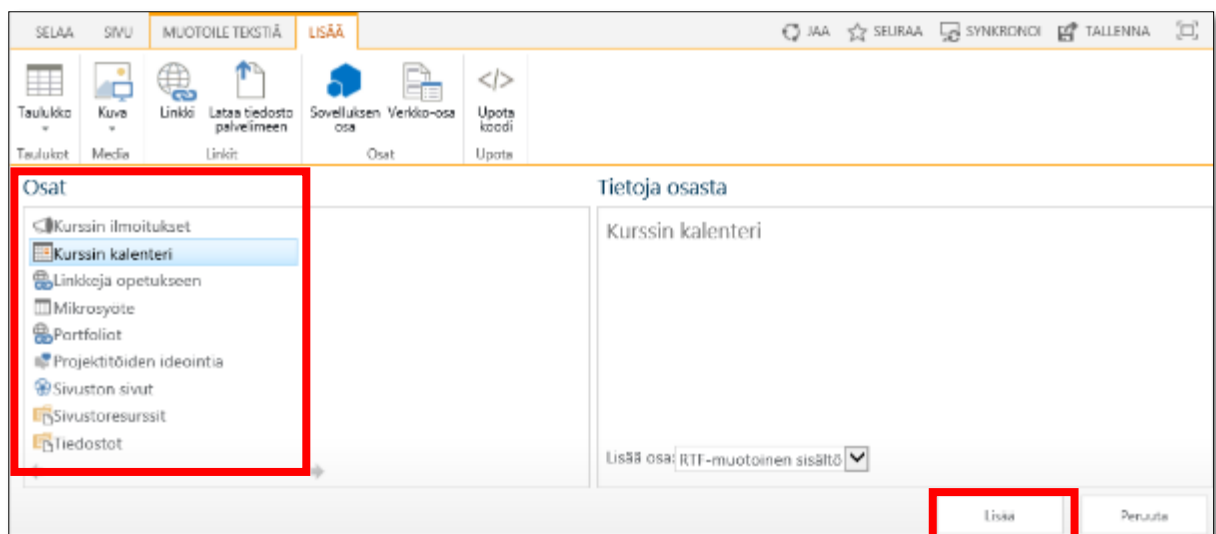 SELAA SIVU MUOTOILE TEKSTIÄ LISÄÄ JAA SEURAA SYNKRONOI TALLENNA
Taulukko Kuva Linkki Lataa tiedosto palvelimeen Sovelluksen osa Verkko-osa Upota koodi
Taulukot Media Linkit Osat Upota
Osat
Kurssin ilmoitukset
Kurssin kalenteri
Linkkejä opetukseen
Mikrosyöte
Portfoliot
Projektitöiden ideointia
Sivuston sivut
Sivustoresurssit
Tiedostot
Tietoja osasta
Kurssin kalenteri
Lisää osa: RTF-muotoinen sisältö
Lisää Peruuta